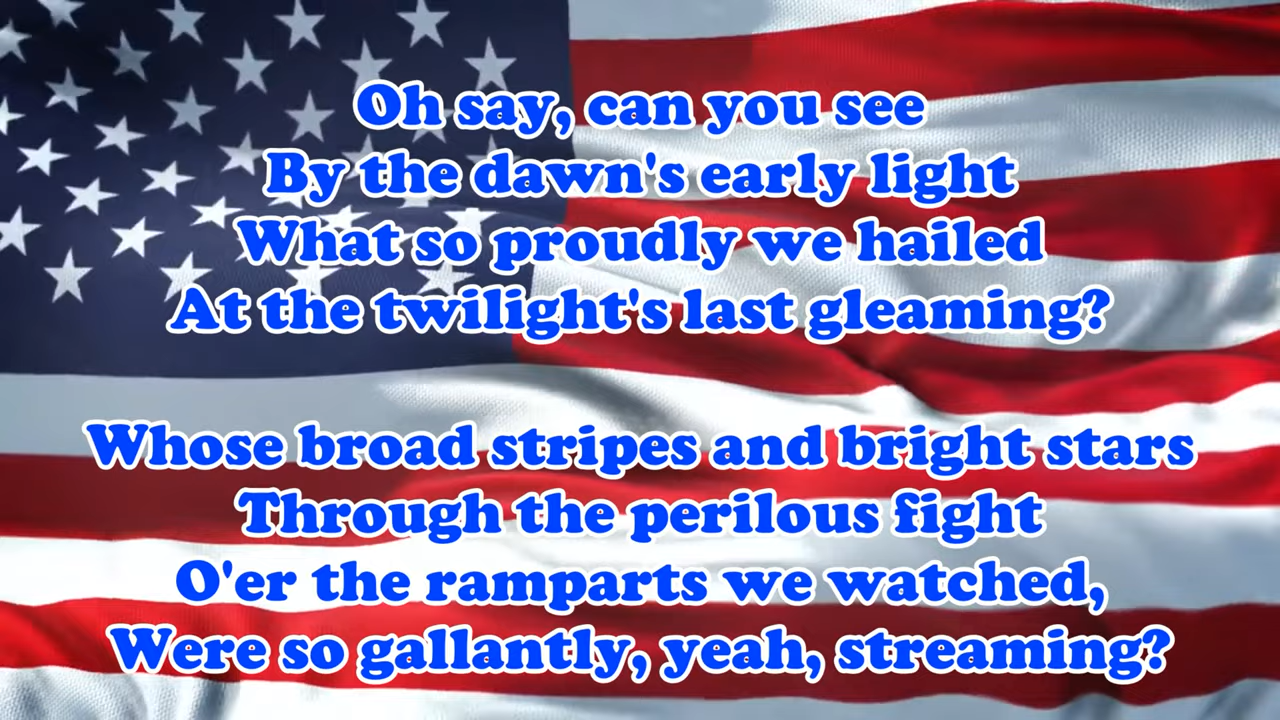 Oh say, can you see
By the dawn's early light
What so proudly we hailed
At the twilight's last gleaming?
Whose broad stripes and bright stars
Through the perilous fight
O'er the ramparts we watched,
Were so gallantly, yeah, streaming?